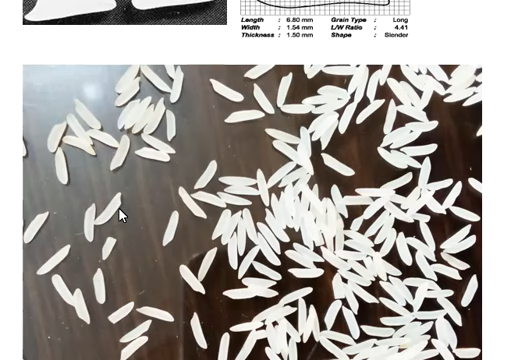 Length : 6.80 mm Grain Type : Long
Width : 1.54 mm L/W Ratio : 4.41
Thickness : 1.50 mm Shape : Slender